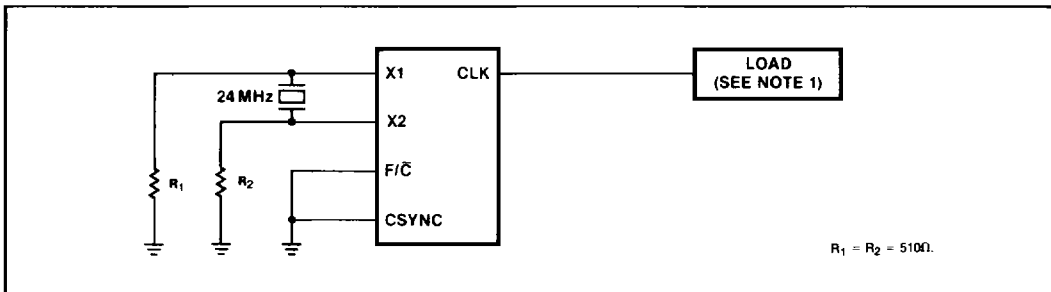 X1
CLK
LOAD
(SEE NOTE 1)
24 MHz
X2
F/C̅
R₁
R₂
CSYNC
R₁ = R₂ = 510Ω.